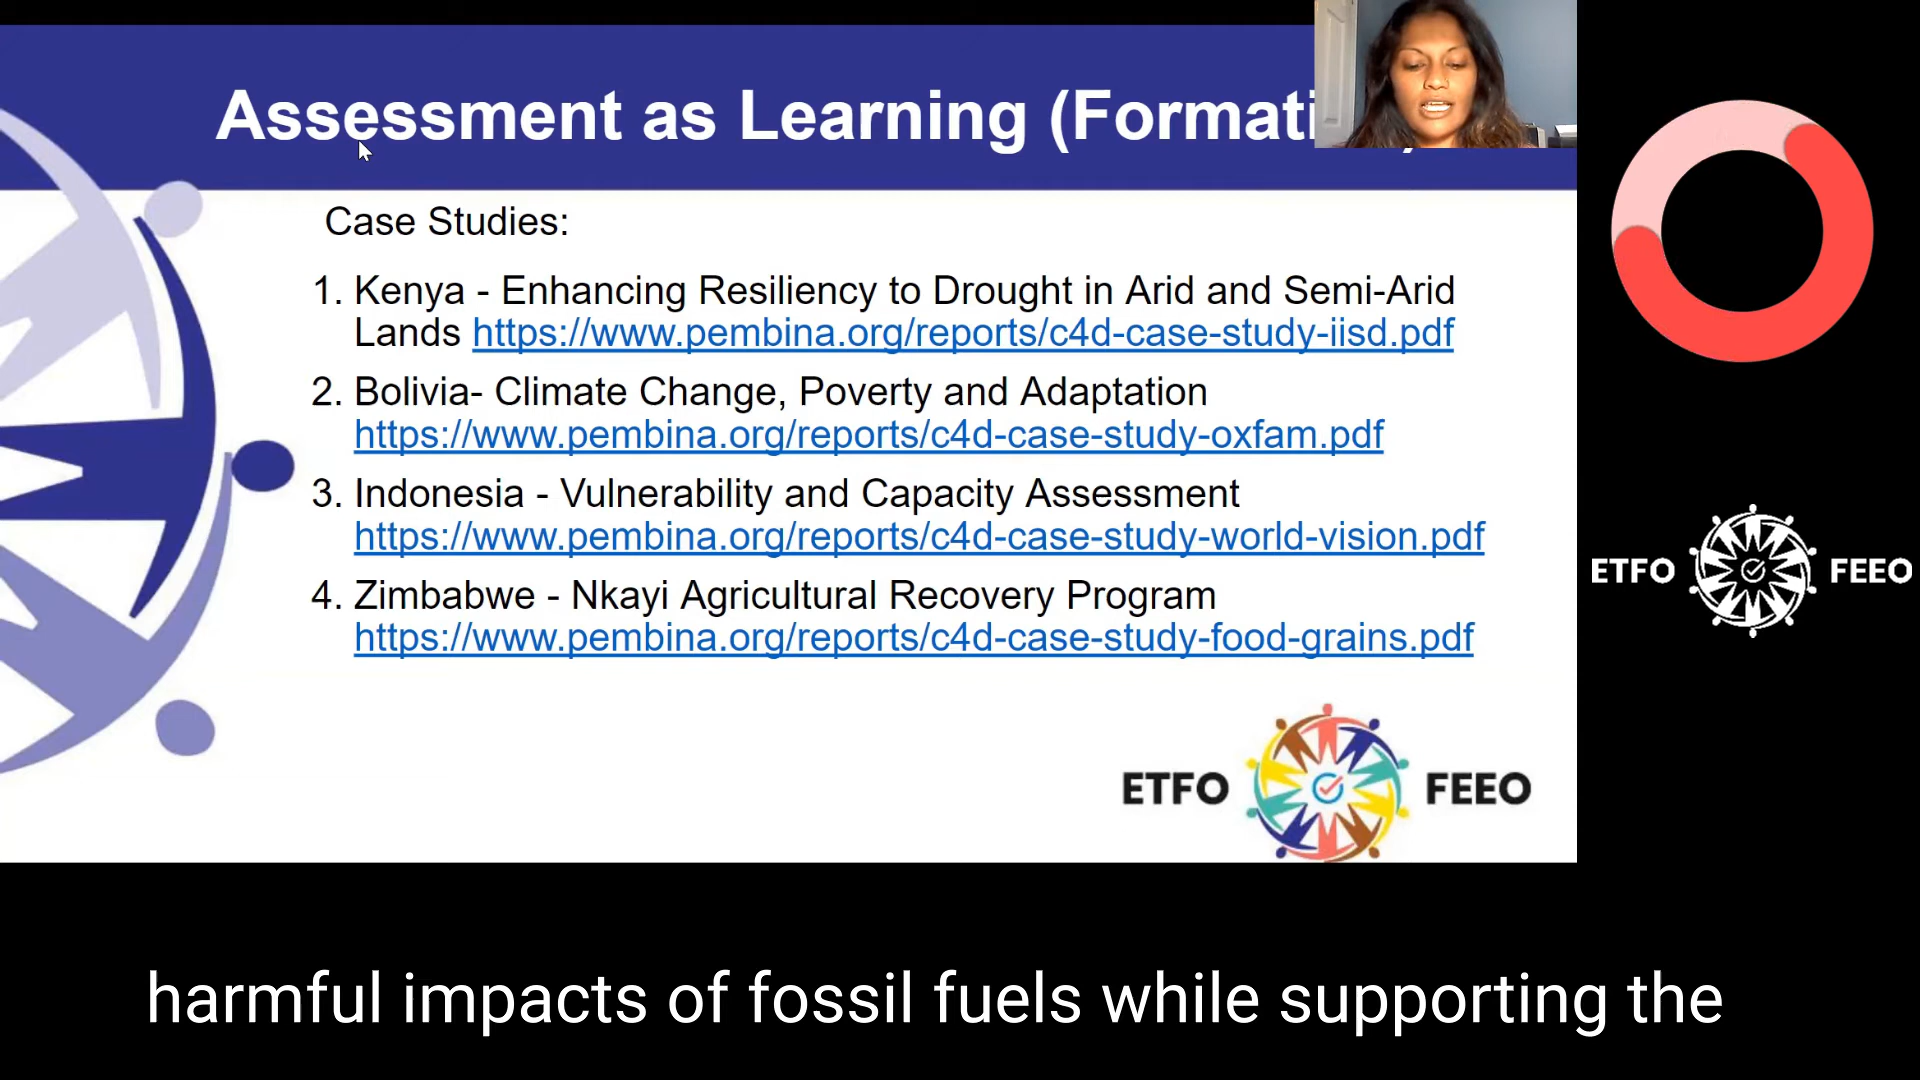 Assessment as Learning (Formati
Case Studies:
1. Kenya - Enhancing Resiliency to Drought in Arid and Semi-Arid
Lands https://www.pembina.org/reports/c4d-case-study-iisd.pdf
2. Bolivia- Climate Change, Poverty and Adaptation
https://www.pembina.org/reports/c4d-case-study-oxfam.pdf
3. Indonesia - Vulnerability and Capacity Assessment
https://www.pembina.org/reports/c4d-case-study-world-vision.pdf
4. Zimbabwe - Nkayi Agricultural Recovery Program
https://www.pembina.org/reports/c4d-case-study-food-grains.pdf
ETFO FEEO
ETFO FEEO
harmful impacts of fossil fuels while supporting the